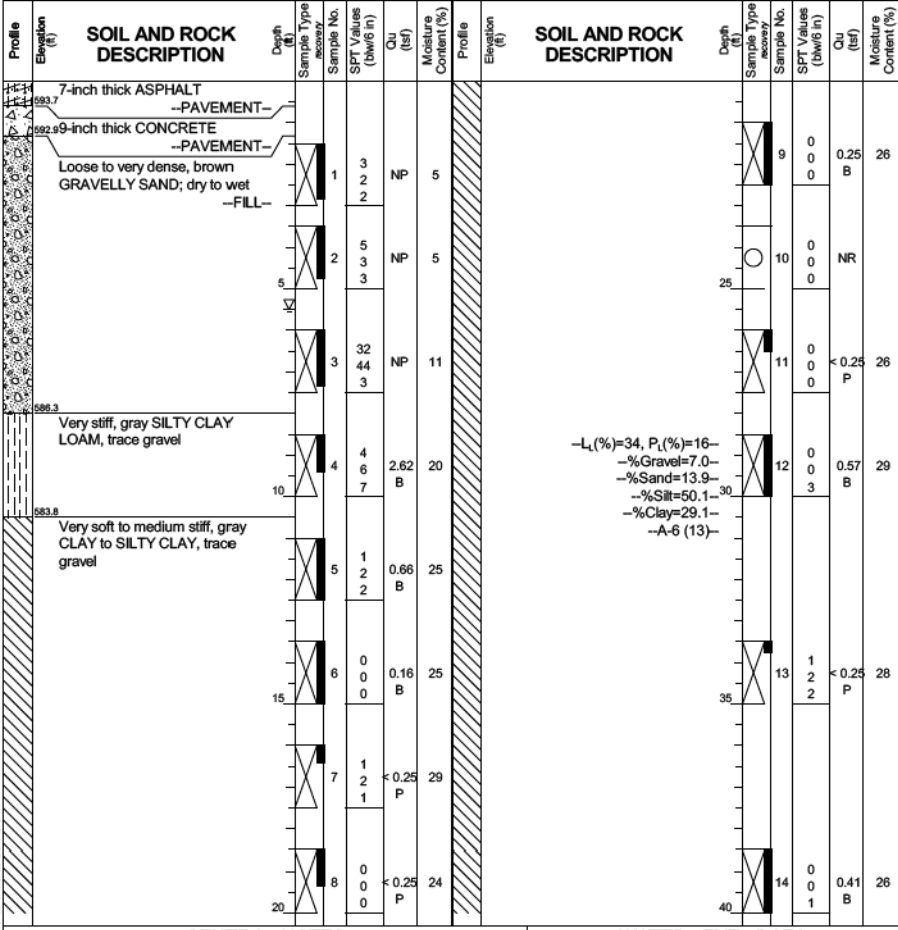 Profile
Elevation (ft)
SOIL AND ROCK DESCRIPTION
Depth (ft)
Sample Type
recovery
Sample No.
SPT Values (blw/6 in)
Qu (tsf)
Moisture Content (%)
7-inch thick ASPHALT
593.7
--PAVEMENT--
592.9
9-inch thick CONCRETE
--PAVEMENT--
Loose to very dense, brown
GRAVELLY SAND; dry to wet
--FILL--
1 3 2 2 NP 5
2 5 3 3 NP 5
5
3 32 44 3 NP 11
586.3
Very stiff, gray SILTY CLAY
LOAM, trace gravel
4 4 6 7 2.62 B 20
10
583.8
Very soft to medium stiff, gray
CLAY to SILTY CLAY, trace
gravel
5 1 2 2 0.66 B 25
6 0 0 0 0.16 B 25
15
7 1 2 1 < 0.25 P 29
8 0 0 0 < 0.25 P 24
20
Profile
Elevation (ft)
SOIL AND ROCK DESCRIPTION
Depth (ft)
Sample Type
recovery
Sample No.
SPT Values (blw/6 in)
Qu (tsf)
Moisture Content (%)
9 0 0 0 0.25 B 26
10 0 0 0 NR
25
11 0 0 0 < 0.25 P 26
--LL(%)=34, PL(%)=16--
--%Gravel=7.0--
--%Sand=13.9--
--%Silt=50.1--
--%Clay=29.1--
--A-6 (13)--
12 0 0 3 0.57 B 29
30
13 1 2 2 < 0.25 P 28
35
14 0 0 1 0.41 B 26
40